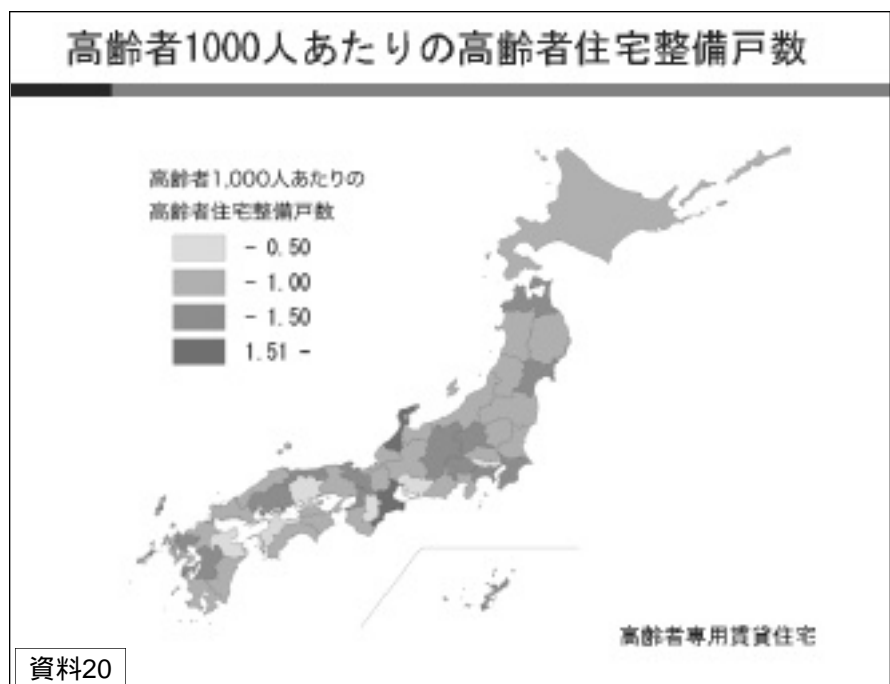 高齢者1000人あたりの高齢者住宅整備戸数
高齢者1,000人あたりの
高齢者住宅整備戸数
- 0.50
- 1.00
- 1.50
1.51 -
高齢者専用賃貸住宅
資料20